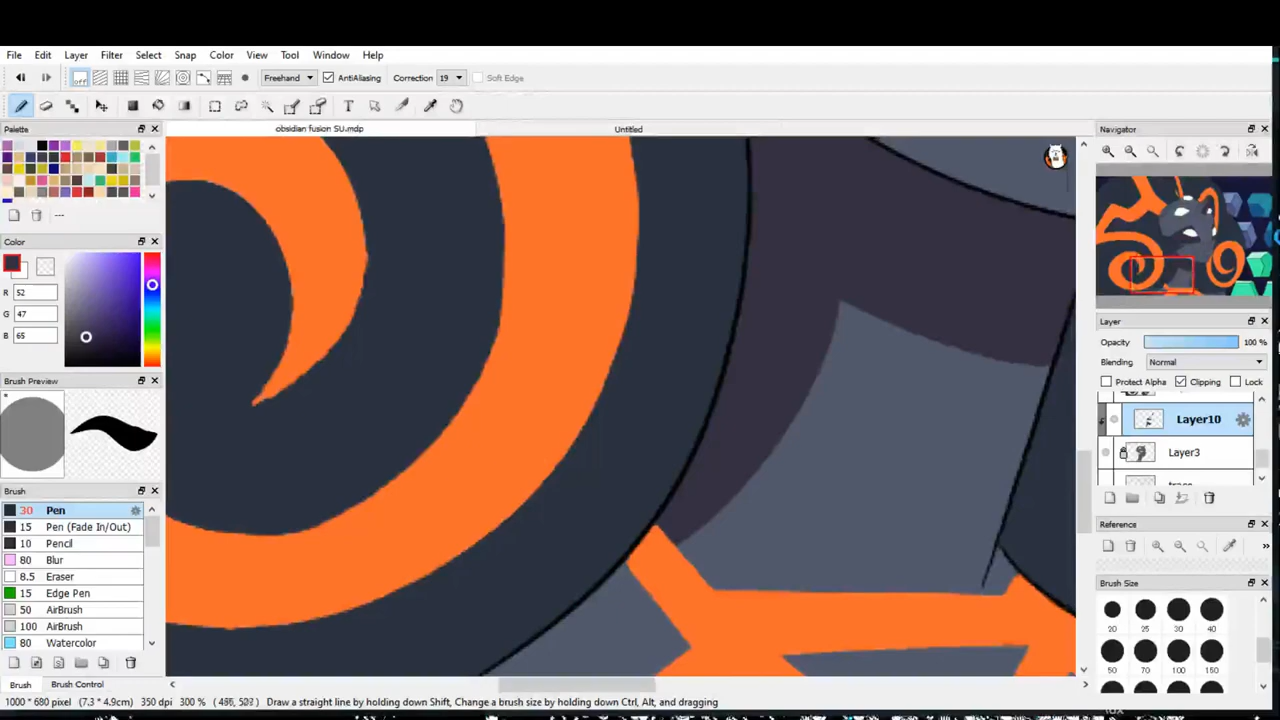 File Edit View Layer Filter Select Snap Color View Tool Window Help
off Freehand AntiAliasing Correction 19 Soft Edge
Palette obsidian fusion SU.mdp Untitled Navigator
Color
R 52
G 47
B 65
Layer
Opacity 100 %
Blending Normal
Protect Alpha Clipping Lock
Layer10
Layer3
Brush Preview
Brush
30 Pen
15 Pen (Fade In/Out)
10 Pencil
80 Blur
8.5 Eraser
15 Edge Pen
50 AirBrush
100 AirBrush
80 Watercolor
Reference
Brush Size
20 25 30 40
50 70 100 150
Brush Brush Control
1000 * 680 pixel (7.3 * 4.9cm) 350 dpi 300 % Draw a straight line by holding down Shift, Change a brush size by holding down Ctrl, Alt, and dragging